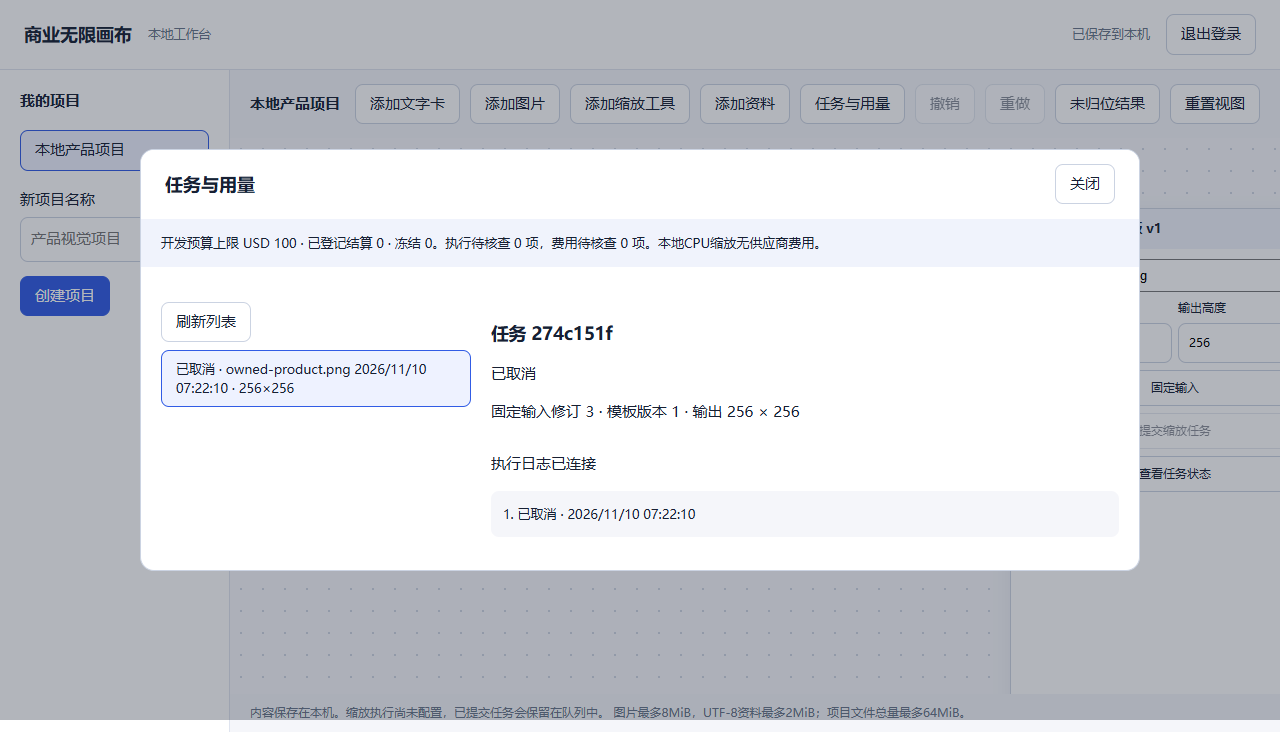 商业无限画布 本地工作台 已保存到本机 退出登录
我的项目
本地产品项目 添加文字卡 添加图片 添加缩放工具 添加资料 任务与用量 撤销 重做 未归位结果 重置视图
本地产品项目
新项目名称
产品视觉项目
创建项目
任务与用量 关闭
开发预算上限 USD 100 · 已登记结算 0 · 冻结 0。执行待核查 0 项，费用待核查 0 项。本地CPU缩放无供应商费用。
刷新列表
已取消 · owned-product.png 2026/11/10
07:22:10 · 256×256
任务 274c151f
已取消
固定输入修订 3 · 模板版本 1 · 输出 256 × 256
执行日志已连接
1. 已取消 · 2026/11/10 07:22:10
v1
g
输出高度
256
固定输入
提交缩放任务
查看任务状态
内容保存在本机。缩放执行尚未配置，已提交任务会保留在队列中。 图片最多8MiB，UTF-8资料最多2MiB；项目文件总量最多64MiB。